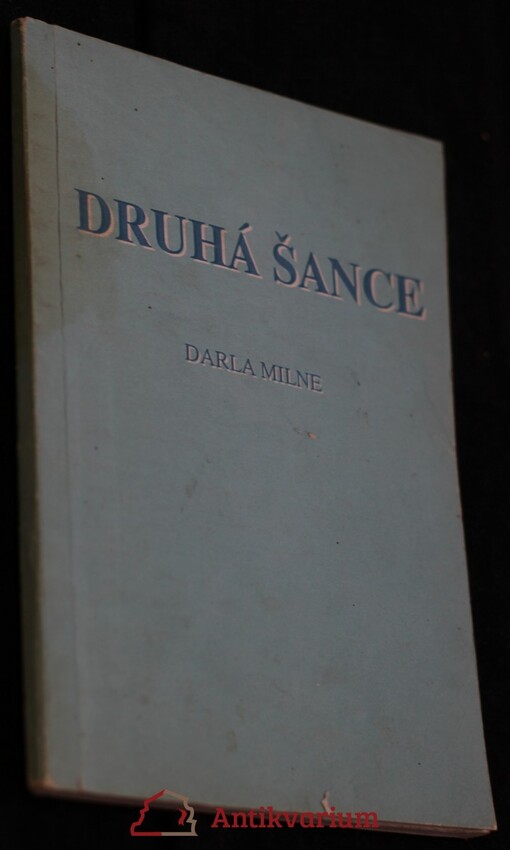 DRUHÁ ŠANCE
DARLA MILNE
Antikvarium